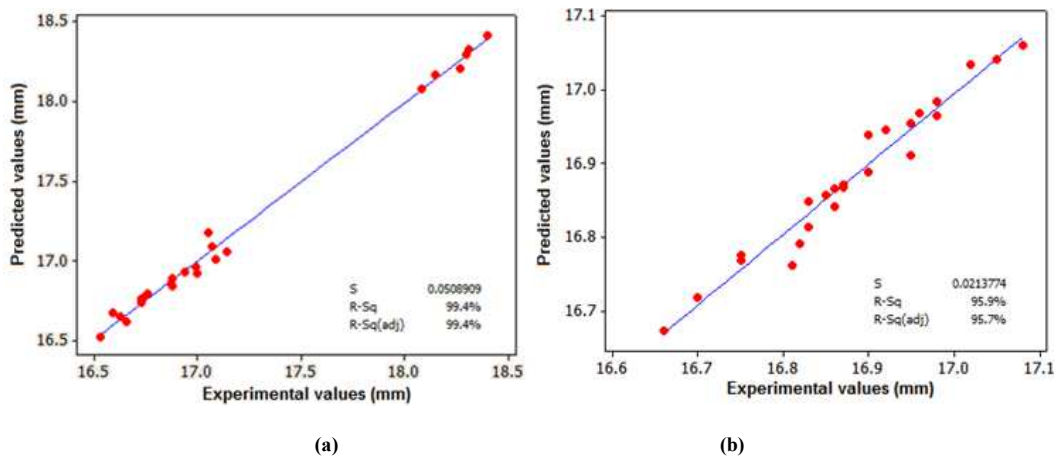 18.5
18.0
17.5
17.0
16.5
Predicted values (mm)
S 0.0508909
R-Sq 99.4%
R-Sq(adj) 99.4%
16.5 17.0 17.5 18.0 18.5
Experimental values (mm)
(a)
17.1
17.0
16.9
16.8
16.7
Predicted values (mm)
S 0.0213774
R-Sq 95.9%
R-Sq(adj) 95.7%
16.6 16.7 16.8 16.9 17.0 17.1
Experimental values (mm)
(b)